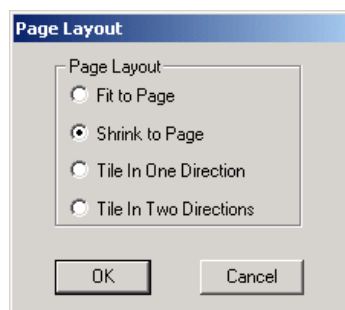 Page Layout
Page Layout
Fit to Page
Shrink to Page
Tile In One Direction
Tile In Two Directions
OK
Cancel